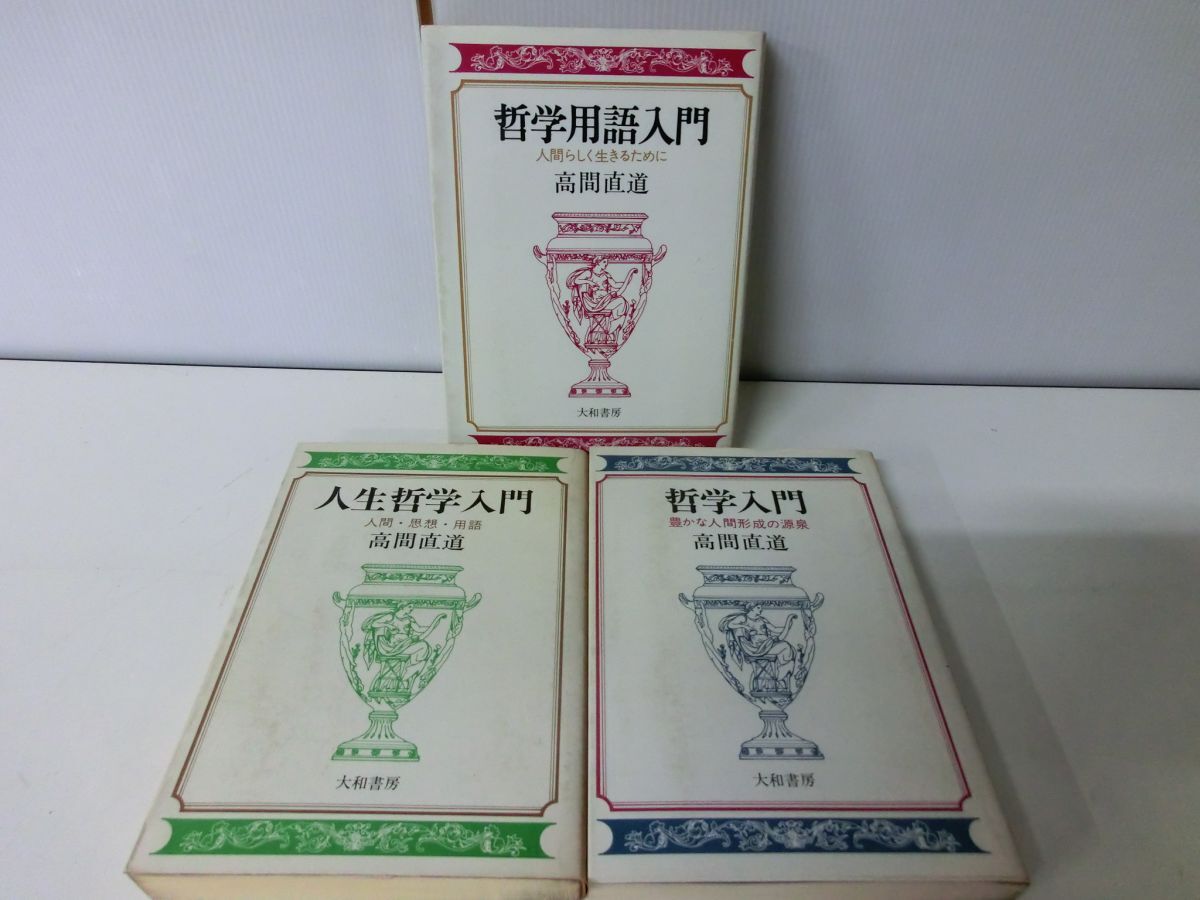 哲学用語入門
人間らしく生きるために
高間直道
大和書房
人生哲学入門
人間・思想・用語
高間直道
大和書房
哲学入門
豊かな人間形成の源泉
高間直道
大和書房